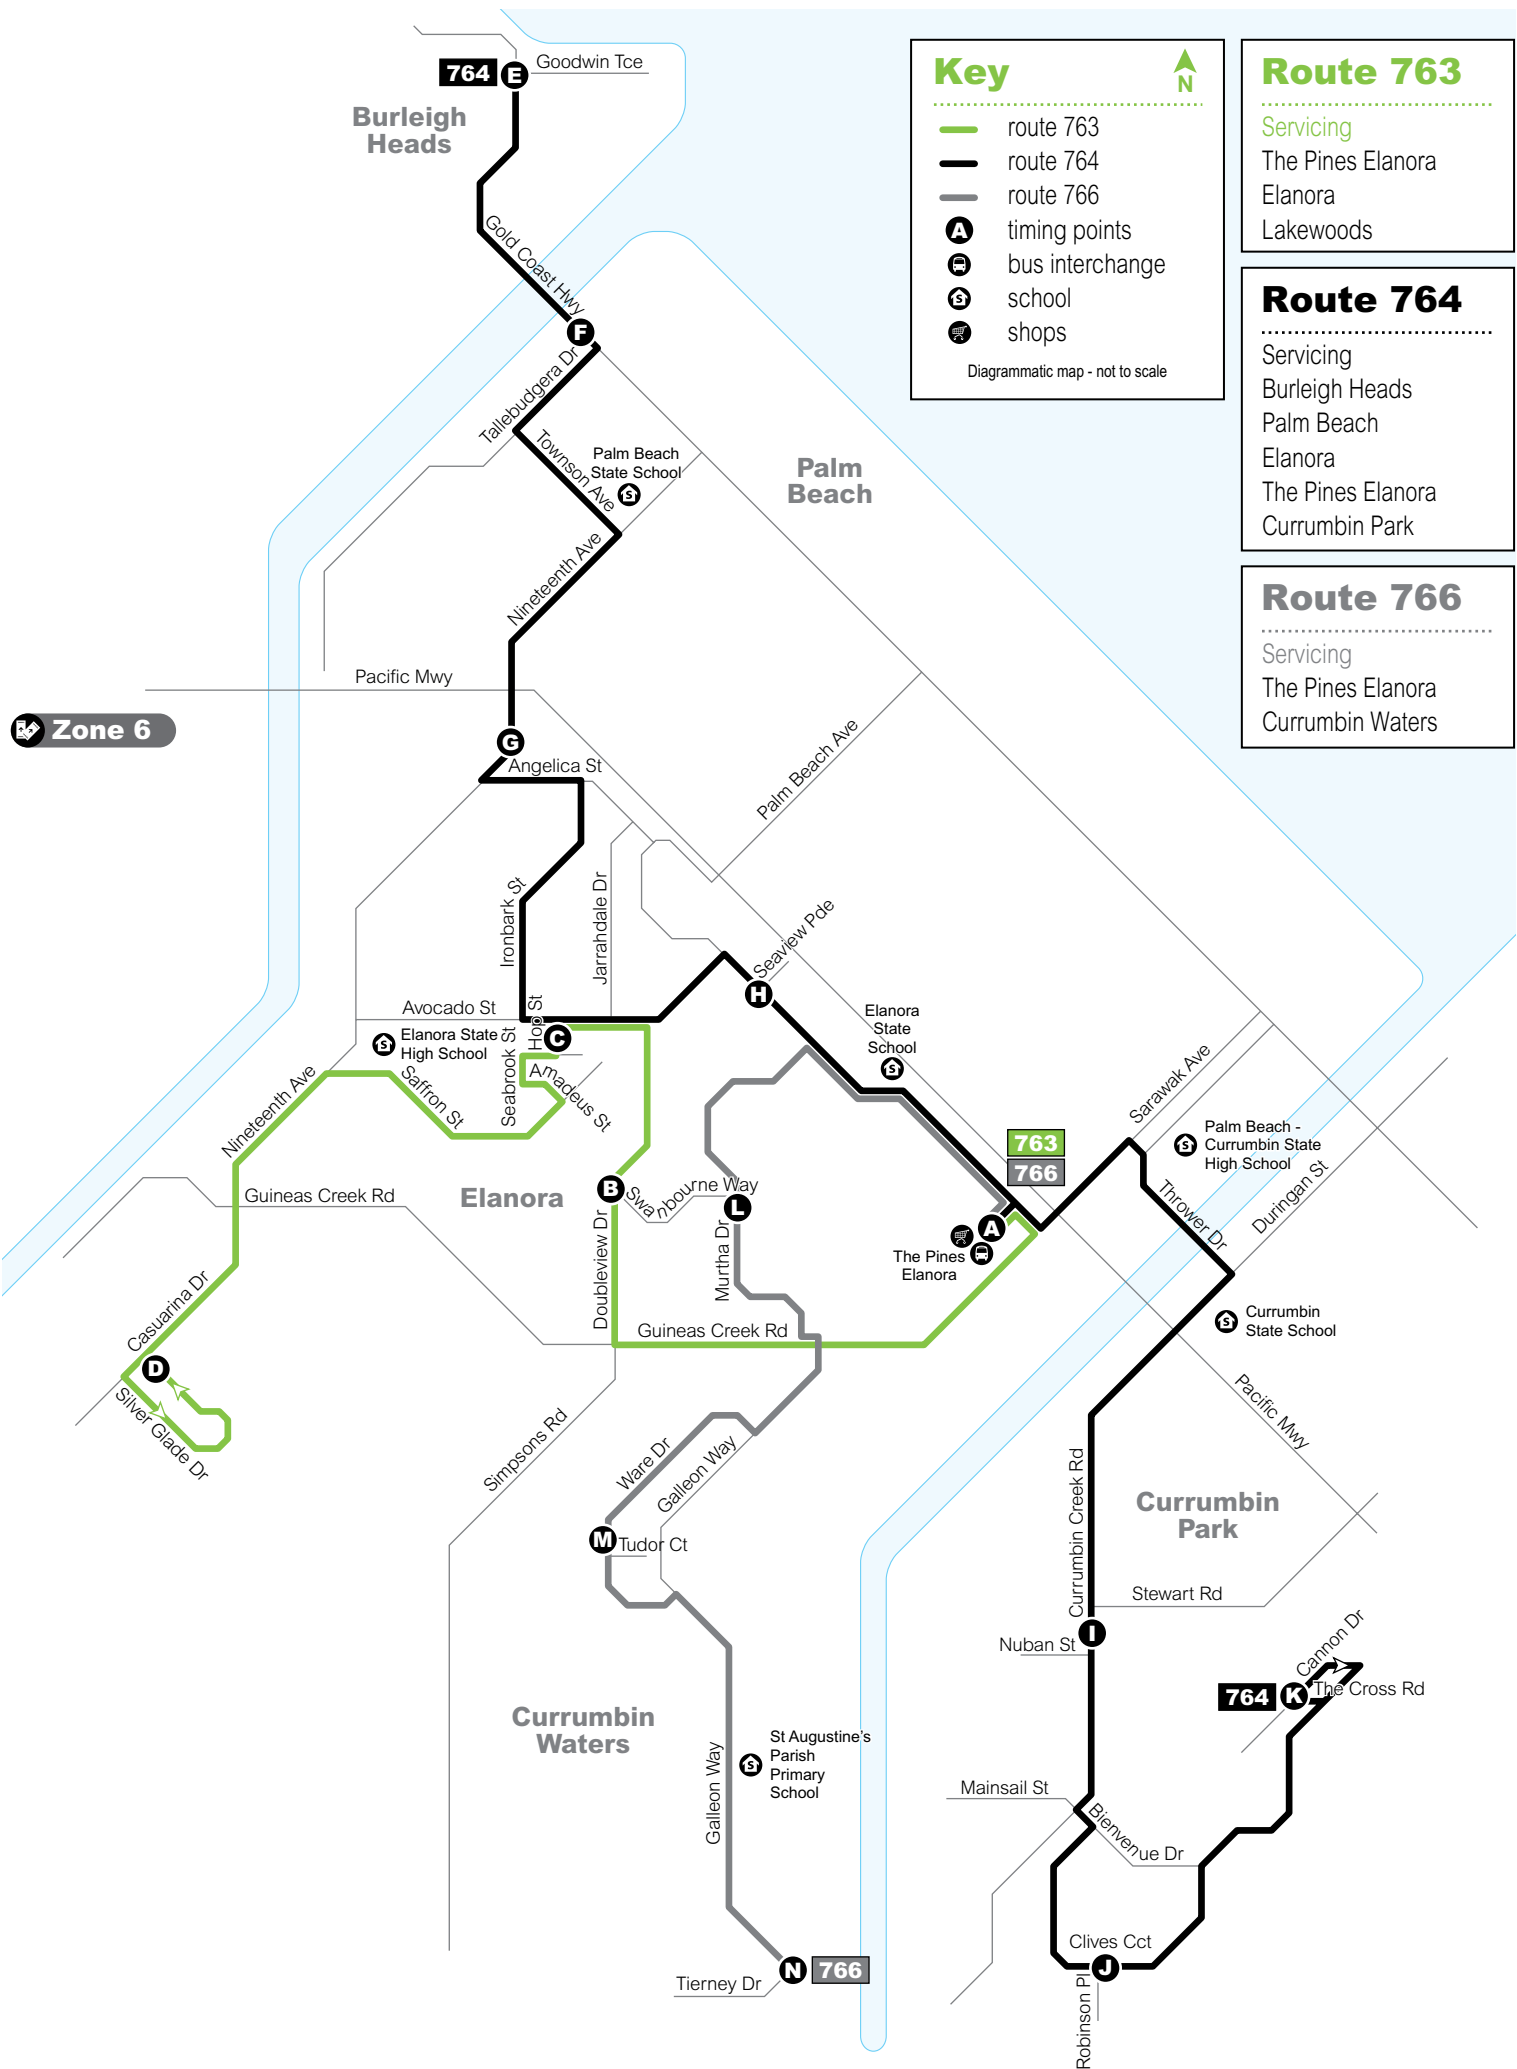 764
E
Goodwin Tce
Burleigh
Heads
Key
N
route 763
route 764
route 766
A
timing points
bus interchange
S
school
shops
Diagrammatic map - not to scale
Route 763
Servicing
The Pines Elanora
Elanora
Lakewoods
Route 764
Servicing
Burleigh Heads
Palm Beach
Elanora
The Pines Elanora
Currumbin Park
Route 766
Servicing
The Pines Elanora
Currumbin Waters
Gold Coast Hwy
F
Tallebudgera Dr
Townson Ave
Palm Beach
State School
S
Palm
Beach
Nineteenth Ave
Pacific Mwy
Zone 6
G
Angelica St
Palm Beach Ave
Ironbark St
Jarrahdale Dr
Seaview Pde
H
Avocado St
Hop St
C
Elanora State
High School
S
Seabrook St
Amadeus St
Saffron St
Nineteenth Ave
Elanora
State
School
S
Sarawak Ave
Palm Beach -
Currumbin State
High School
S
Duringan St
Thrower Dr
763
766
Guineas Creek Rd
Elanora
B
Swanbourne Way
L
A
The Pines
Elanora
Doubleview Dr
Murtha Dr
Guineas Creek Rd
Casuarina Dr
D
Silver Glade Dr
Currumbin
State School
S
Pacific Mwy
Simpsons Rd
Ware Dr
Galleon Way
M
Tudor Ct
Currumbin Creek Rd
Currumbin
Park
Stewart Rd
I
Nuban St
Cannon Dr
764
K
The Cross Rd
Currumbin
Waters
Galleon Way
St Augustine's
Parish
Primary
School
S
Mainsail St
Bienvenue Dr
Clives Cct
J
Robinson Pl
N
766
Tierney Dr